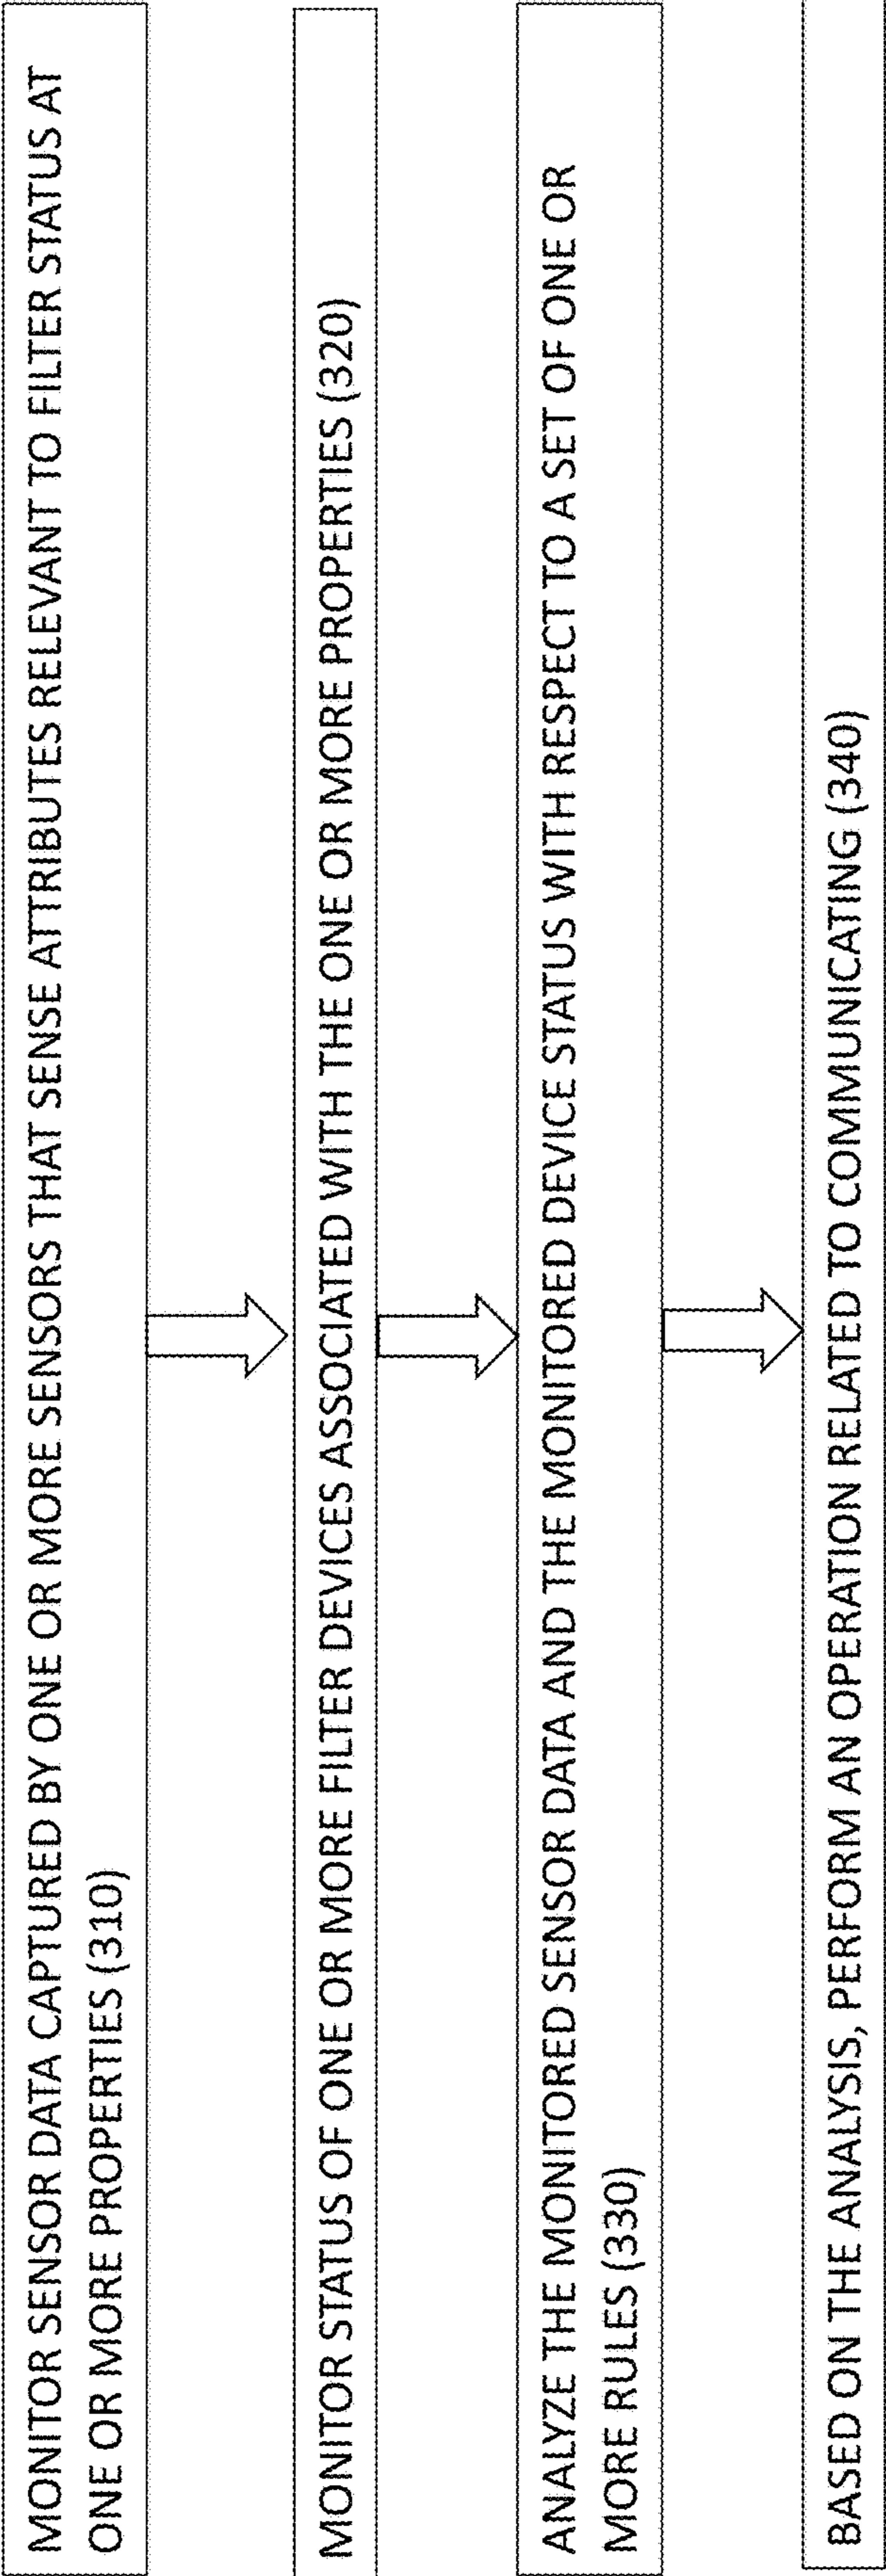 MONITOR SENSOR DATA CAPTURED BY ONE OR MORE SENSORS THAT SENSE ATTRIBUTES RELEVANT TO FILTER STATUS AT
ONE OR MORE PROPERTIES (310)
MONITOR STATUS OF ONE OR MORE FILTER DEVICES ASSOCIATED WITH THE ONE OR MORE PROPERTIES (320)
ANALYZE THE MONITORED SENSOR DATA AND THE MONITORED DEVICE STATUS WITH RESPECT TO A SET OF ONE OR
MORE RULES (330)
BASED ON THE ANALYSIS, PERFORM AN OPERATION RELATED TO COMMUNICATING (340)